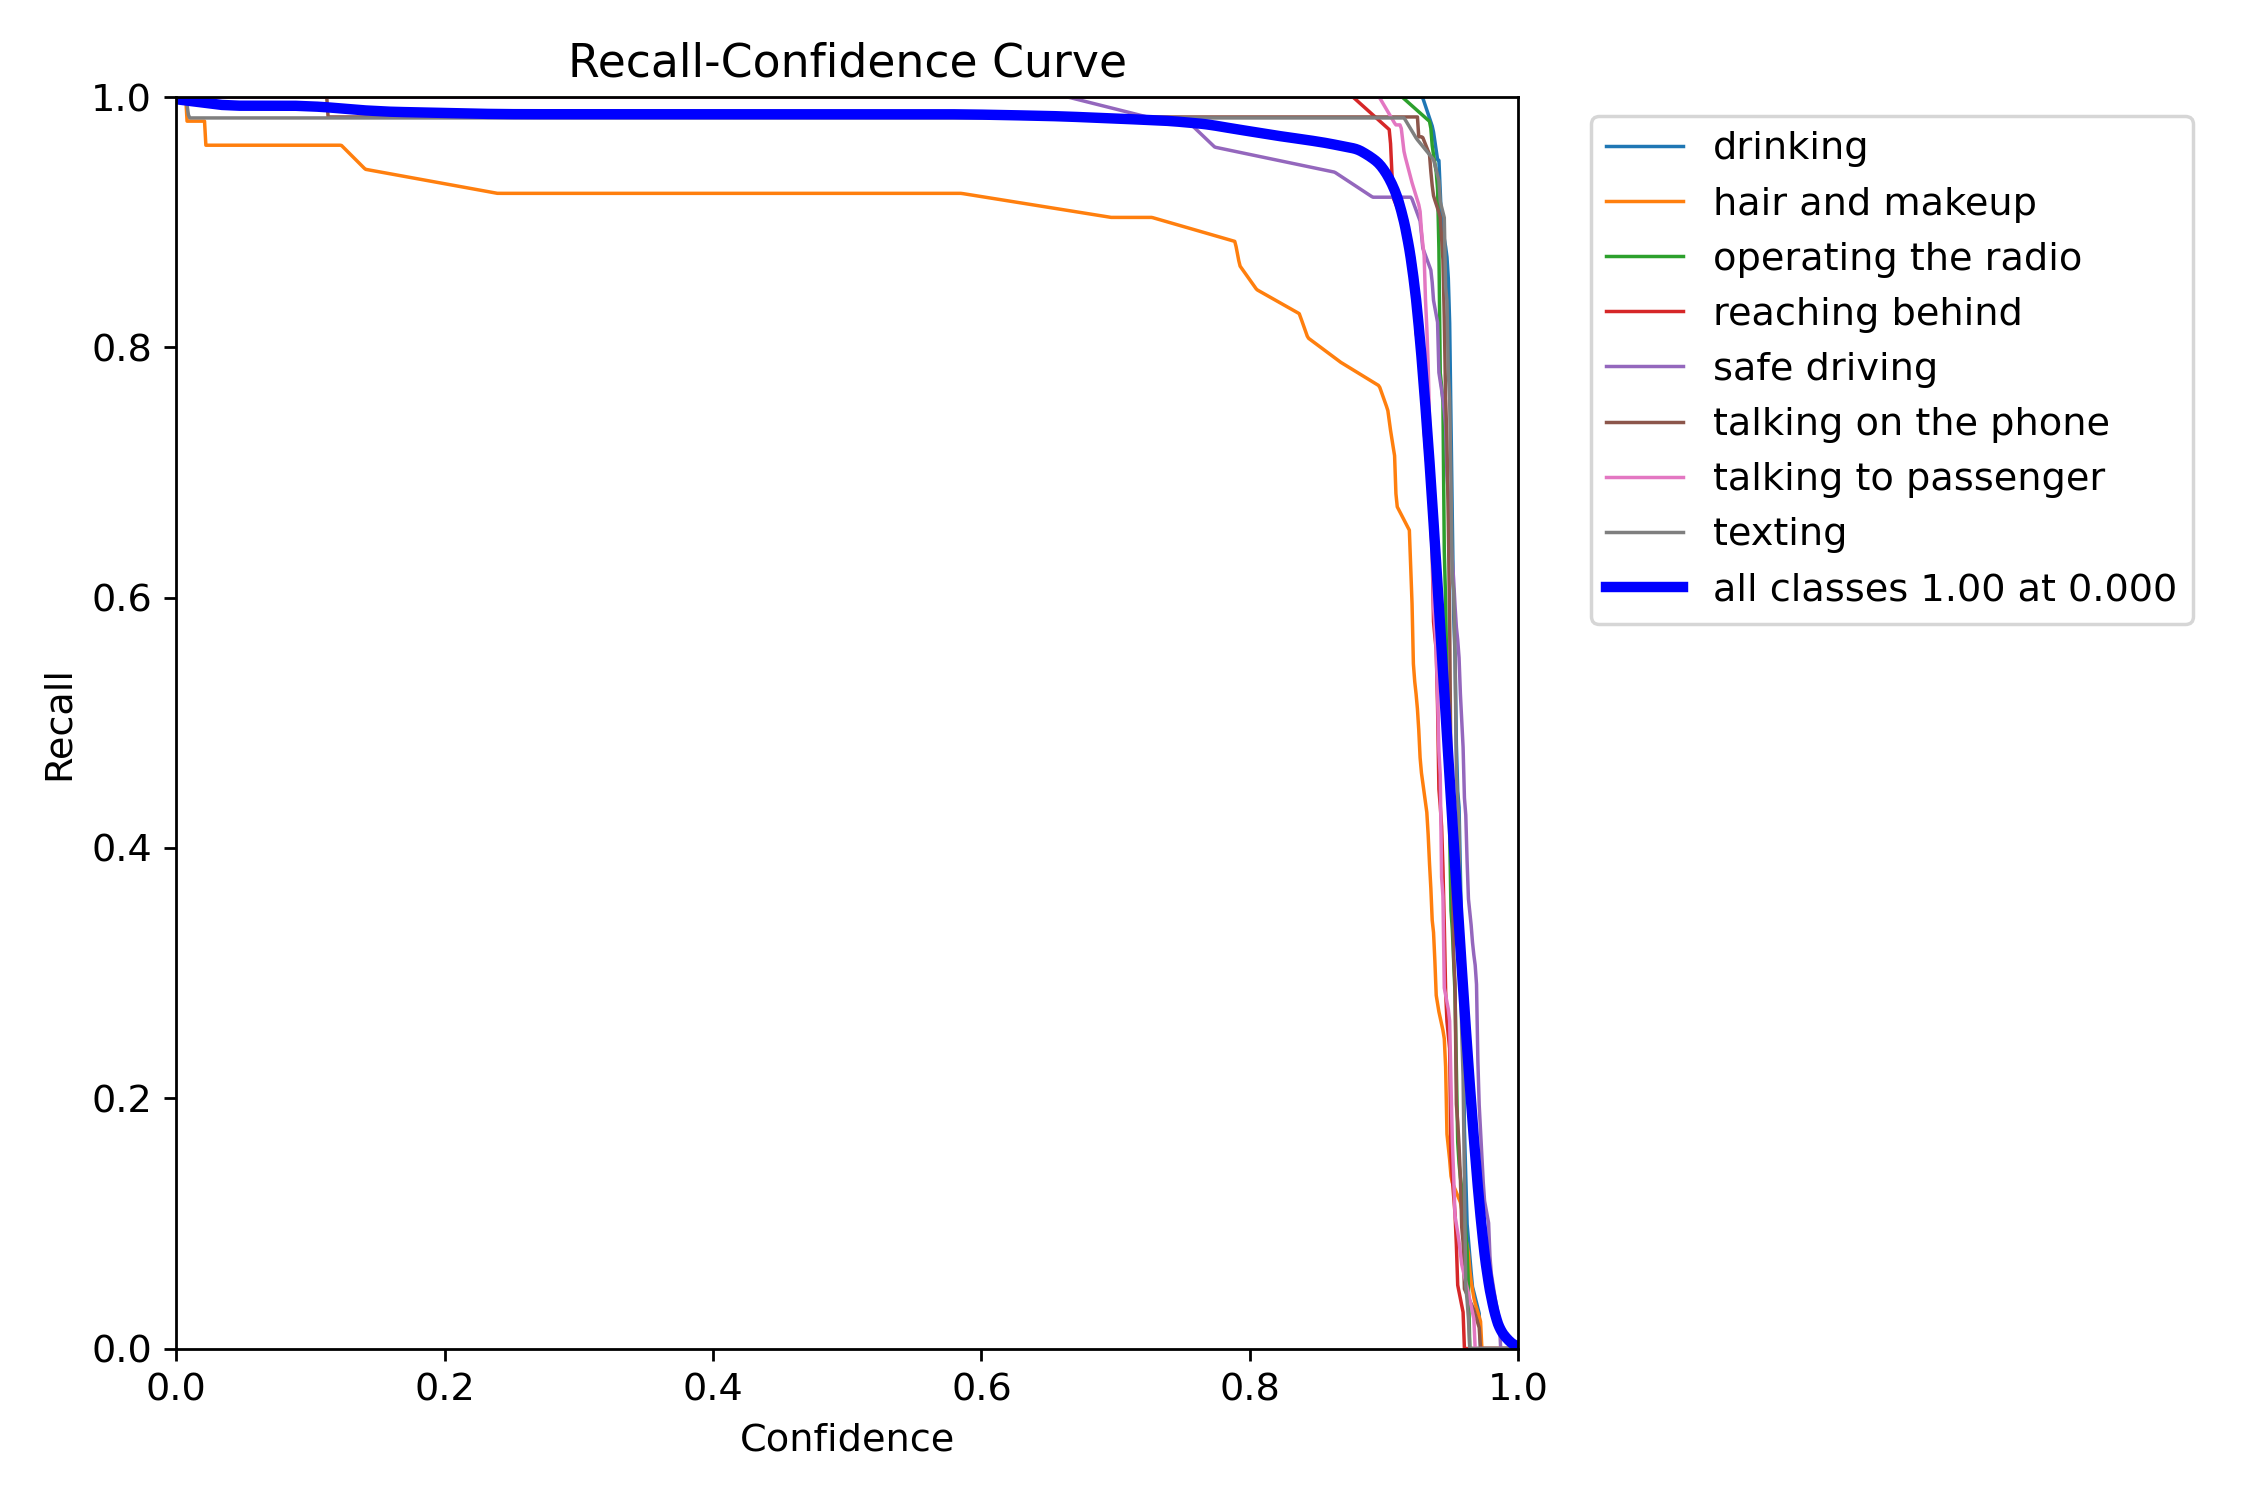 Recall-Confidence Curve
1.0
0.8
0.6
0.4
0.2
0.0
Recall
0.0 0.2 0.4 0.6 0.8 1.0
Confidence
drinking
hair and makeup
operating the radio
reaching behind
safe driving
talking on the phone
talking to passenger
texting
all classes 1.00 at 0.000